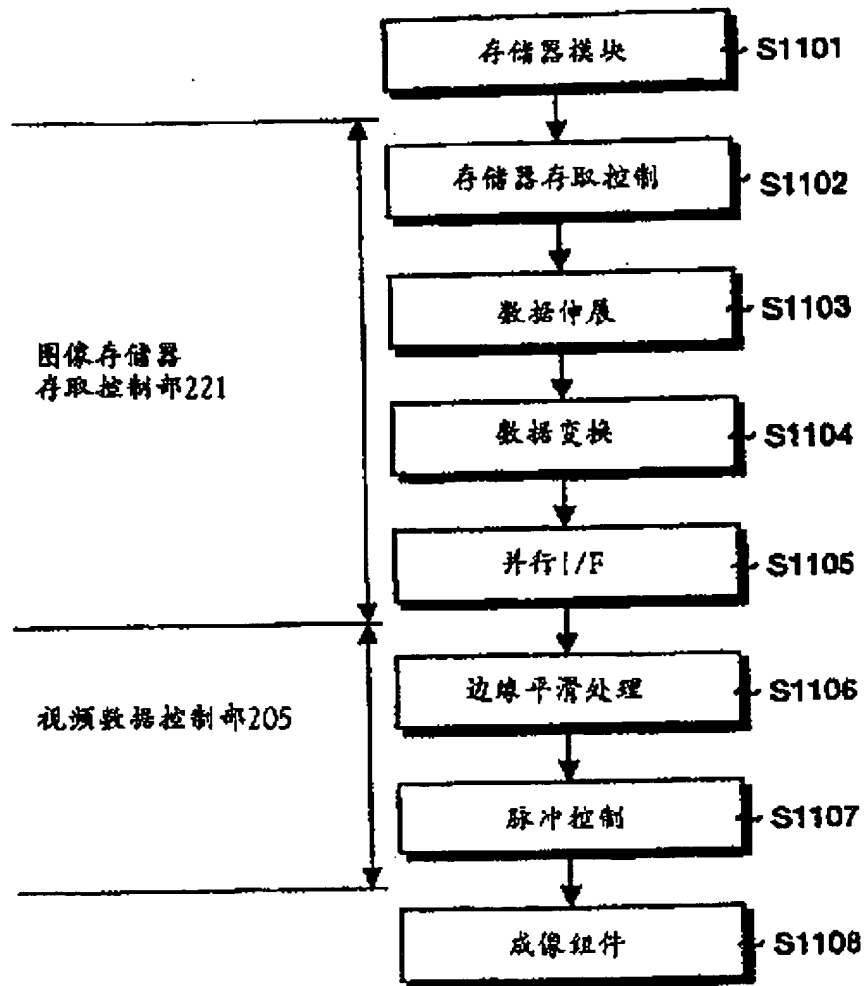 存储器模块
S1101
存储器存取控制
S1102
数据伸展
S1103
图像存储器
存取控制部221
数据变换
S1104
并行I/F
S1105
边缘平滑处理
S1106
视频数据控制部205
脉冲控制
S1107
成像组件
S1108